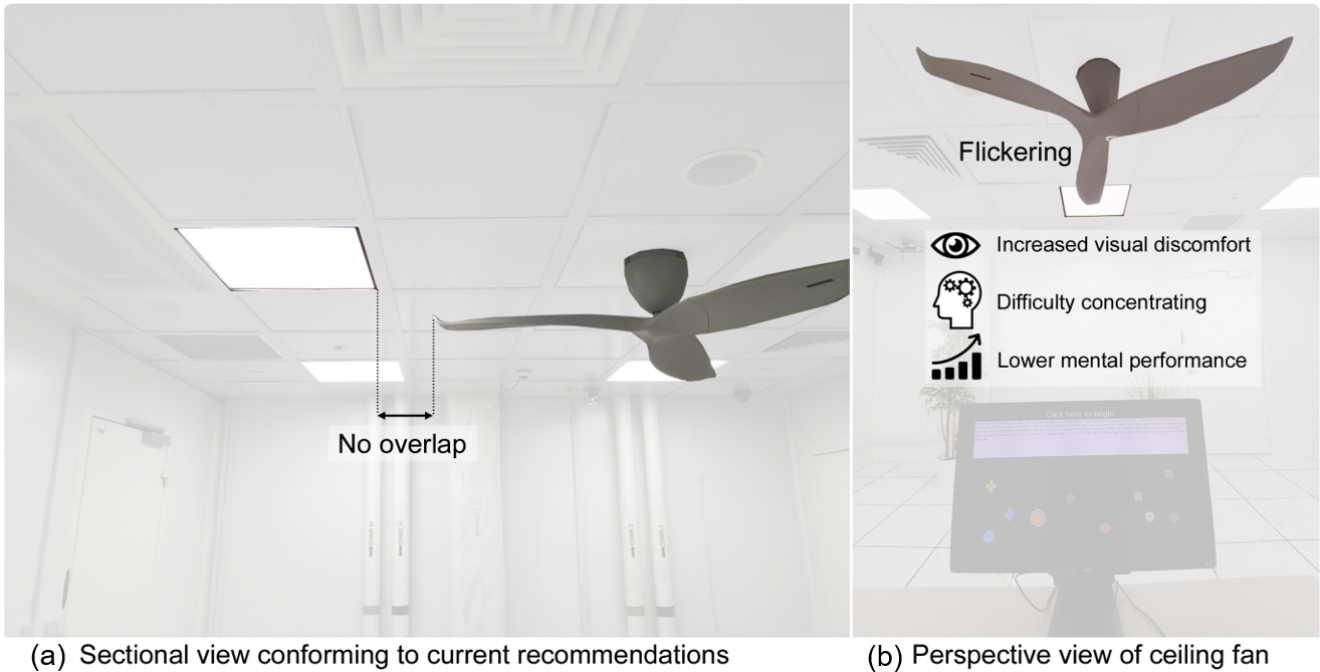 No overlap
(a) Sectional view conforming to current recommendations
Flickering
Increased visual discomfort
Difficulty concentrating
Lower mental performance
Click here to begin
(b) Perspective view of ceiling fan